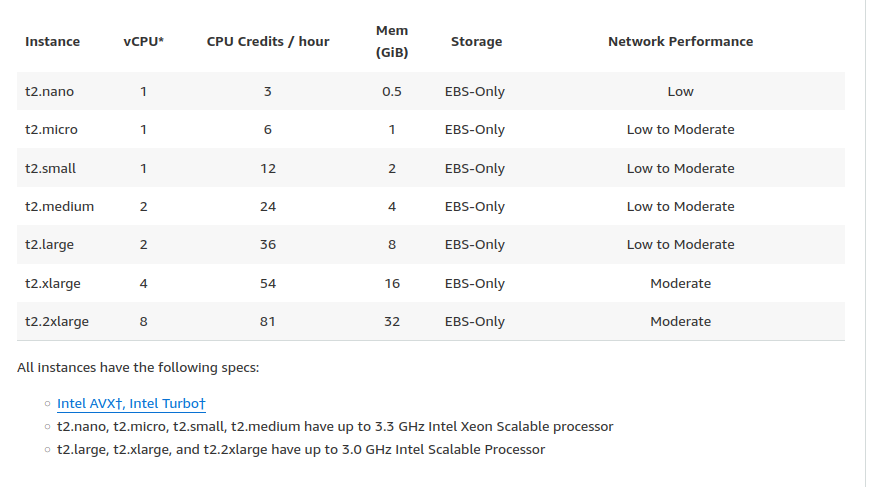 Instance vCPU* CPU Credits / hour Mem (GiB) Storage Network Performance
t2.nano 1 3 0.5 EBS-Only Low
t2.micro 1 6 1 EBS-Only Low to Moderate
t2.small 1 12 2 EBS-Only Low to Moderate
t2.medium 2 24 4 EBS-Only Low to Moderate
t2.large 2 36 8 EBS-Only Low to Moderate
t2.xlarge 4 54 16 EBS-Only Moderate
t2.2xlarge 8 81 32 EBS-Only Moderate
All instances have the following specs:
Intel AVX†, Intel Turbo†
t2.nano, t2.micro, t2.small, t2.medium have up to 3.3 GHz Intel Xeon Scalable processor
t2.large, t2.xlarge, and t2.2xlarge have up to 3.0 GHz Intel Scalable Processor